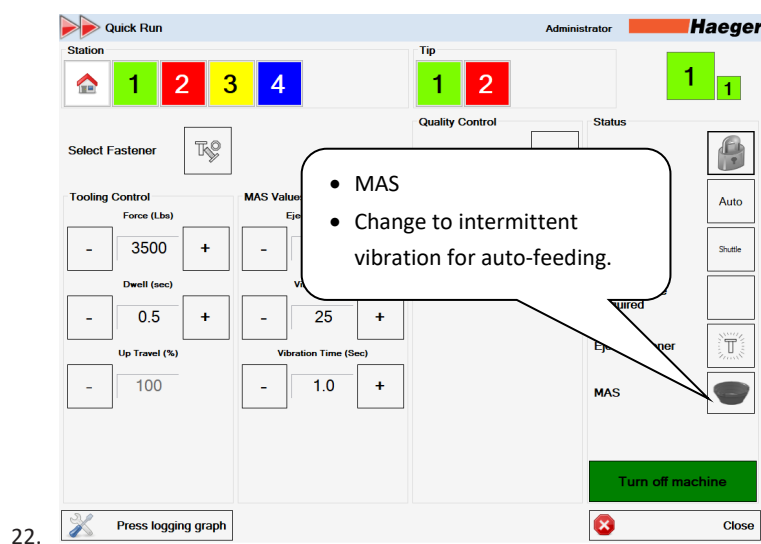 Quick Run
Administrator
Haeger
Station
1 2 3 4
Tip
1 2
1 1
Select Fastener
Quality Control
Status
• MAS
• Change to intermittent
vibration for auto-feeding.
Auto
Shuttle
Tooling Control
MAS Value
Force (Lbs)
- 3500 +
-
Dwell (sec)
- 0.5 +
- 25 +
Up Travel (%)
Vibration Time (Sec)
- 100
- 1.0 +
MAS
Turn off machine
Press logging graph
Close
22.